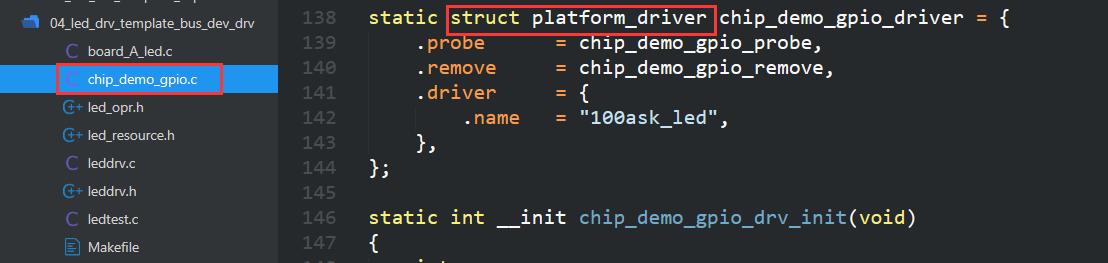 04_led_drv_template_bus_dev_drv
board_A_led.c
chip_demo_gpio.c
led_opr.h
led_resource.h
leddrv.c
leddrv.h
ledtest.c
Makefile
138 static struct platform_driver chip_demo_gpio_driver = {
139     .probe      = chip_demo_gpio_probe,
140     .remove     = chip_demo_gpio_remove,
141     .driver     = {
142         .name   = "100ask_led",
143     },
144 };
145
146 static int __init chip_demo_gpio_drv_init(void)
147 {